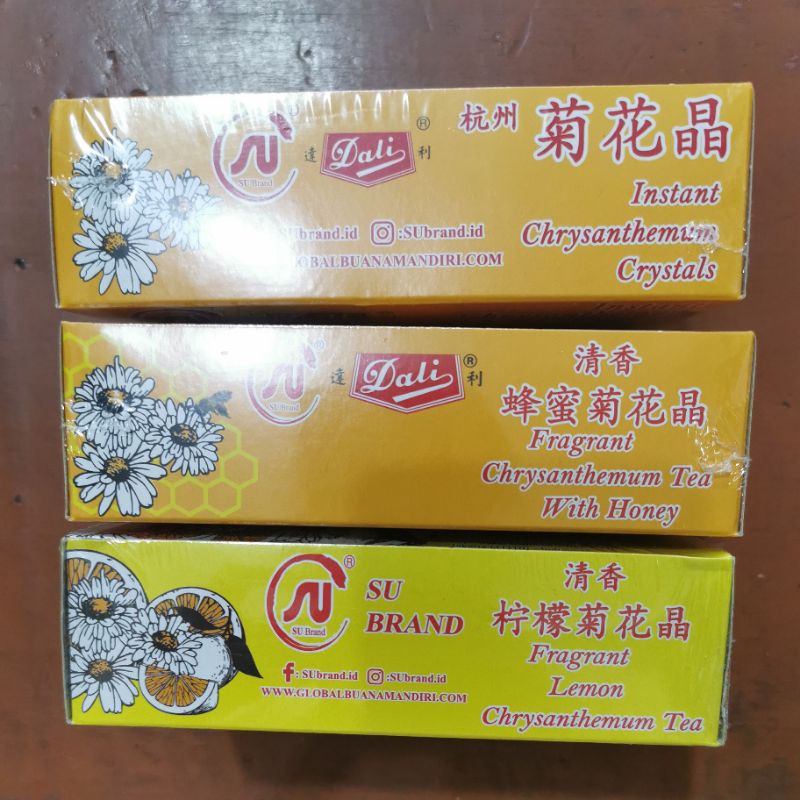 杭州 菊花晶
SU Brand
達 Dali 利
®
Instant
Chrysanthemum
Crystals
SUbrand.id :SUbrand.id
GLOBALBUANAMANDIRI.COM
SU Brand
達 Dali 利
®
清香
蜂蜜菊花晶
Fragrant
Chrysanthemum Tea
With Honey
SU Brand
®
SU
BRAND
清香
柠檬菊花晶
Fragrant
Lemon
Chrysanthemum Tea
f : SUbrand.id :SUbrand.id
WWW.GLOBALBUANAMANDIRI.COM